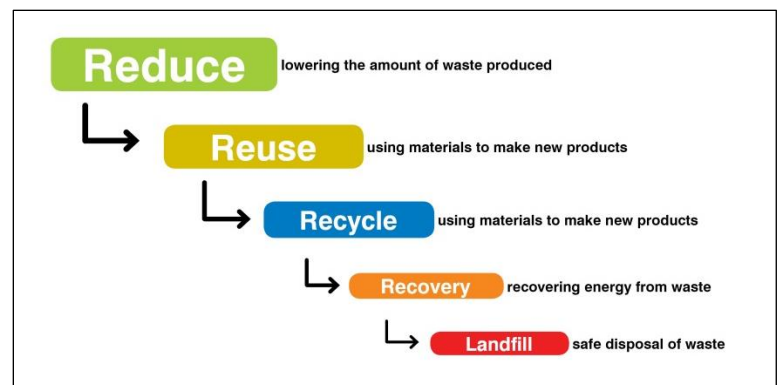 Reduce lowering the amount of waste produced
Reuse using materials to make new products
Recycle using materials to make new products
Recovery recovering energy from waste
Landfill safe disposal of waste